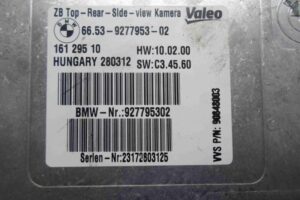 ZB Top-Rear-Side-view Kamera
Valeo
66.53-9277953-02
161 295 10
HW:10.02.00
HUNGARY 280312
SW:C3.45.60
BMW-Nr.:927795302
Serien-Nr:23172803125
VVS P/N: 90848003